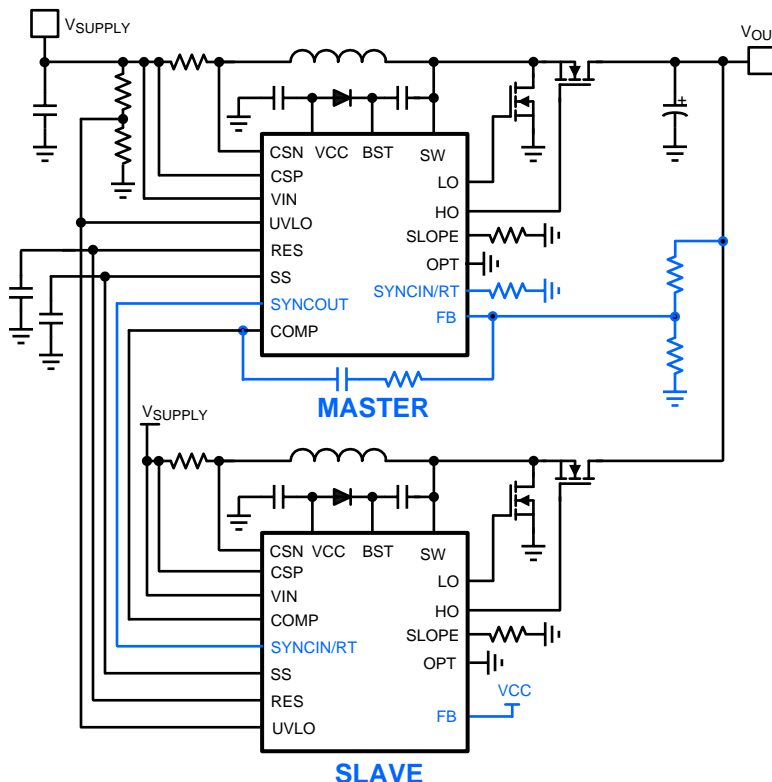 VSUPPLY
VOU
CSN
VCC
BST
SW
CSP
VIN
LO
UVLO
HO
RES
SLOPE
SS
OPT
SYNCOUT
SYNCIN/RT
COMP
FB
+
MASTER
VSUPPLY
CSN
VCC
BST
SW
CSP
LO
VIN
HO
COMP
SLOPE
SYNCIN/RT
OPT
SS
RES
VCC
FB
UVLO
SLAVE